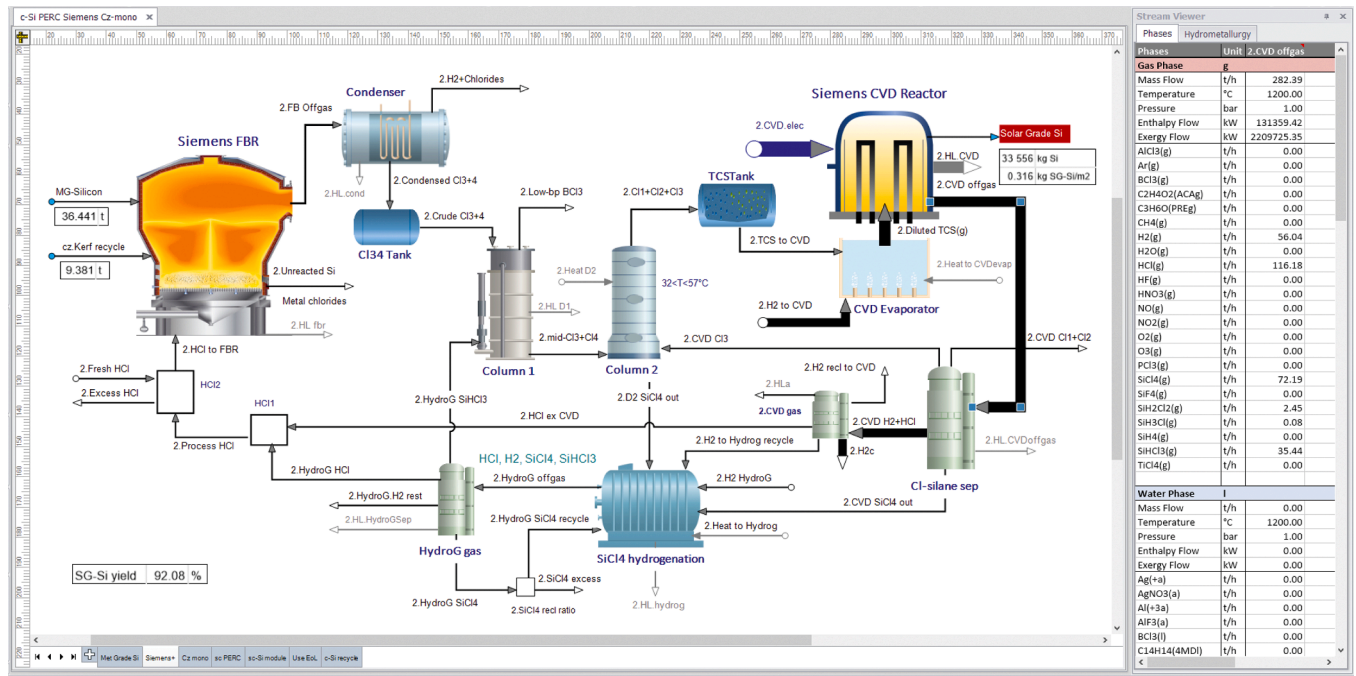 c-Si PERC Siemens Cz-mono
Siemens FBR
MG-Silicon
36.441 t
cz.Kerf recycle
9.381 t
2.FB Offgas
Condenser
2.H2+Chlorides
2.HL.cond
2.Condensed Cl3+4
Cl34 Tank
2.Crude Cl3+4
2.Unreacted Si
Metal chlorides
2.HL fbr
2.HCl to FBR
2.Fresh HCl
2.Excess HCl
HCl2
HCl1
2.Process HCl
2.Low-bp BCl3
2.Heat D2
2.HL D1
2.mid-Cl3+Cl4
Column 1
Column 2
32<T<57°C
2.Cl1+Cl2+Cl3
TCSTank
2.TCS to CVD
2.H2 to CVD
Siemens CVD Reactor
2.CVD.elec
Solar Grade Si
33 556 kg Si
0.316 kg SG-Si/m2
2.HL CVD
2.CVD offgas
2.Diluted TCS(g)
2.Heat to CVDevap
CVD Evaporator
2.CVD Cl3
2.CVD Cl1+Cl2
2.H2 recl to CVD
2.HLa
2.CVD gas
2.CVD H2+HCl
2.H2c
2.HL.CVDoffgas
Cl-silane sep
2.HydroG SiHCl3
2.HCl ex CVD
2.D2 SiCl4 out
2.H2 to Hydrog recycle
HCl, H2, SiCl4, SiHCl3
2.HydroG offgas
2.H2 HydroG
2.CVD SiCl4 out
2.Heat to Hydrog
2.HydroG HCl
2.HydroG.H2 rest
2.HL.HydroGSep
HydroG gas
2.HydroG SiCl4 recycle
SiCl4 hydrogenation
2.HL.hydrog
2.HydroG SiCl4
2.SiCl4 excess
2.SiCl4 recl ratio
SG-Si yield 92.08 %
Met Grade Si Siemens+ Cz mono sc PERC sc-Si module Use EoL c-Si recycle
Stream Viewer
Phases Hydrometallurgy
Phases Unit 2.CVD offgas
Gas Phase g
Mass Flow t/h 282.39
Temperature °C 1200.00
Pressure bar 1.00
Enthalpy Flow kW 131359.42
Exergy Flow kW 2209725.35
AlCl3(g) t/h 0.00
Ar(g) t/h 0.00
BCl3(g) t/h 0.00
C2H4O2(ACAg) t/h 0.00
C3H6O(PREg) t/h 0.00
CH4(g) t/h 0.00
H2(g) t/h 56.04
H2O(g) t/h 0.00
HCl(g) t/h 116.18
HF(g) t/h 0.00
HNO3(g) t/h 0.00
NO(g) t/h 0.00
NO2(g) t/h 0.00
O2(g) t/h 0.00
O3(g) t/h 0.00
PCl3(g) t/h 0.00
SiCl4(g) t/h 72.19
SiF4(g) t/h 0.00
SiH2Cl2(g) t/h 2.45
SiH3Cl(g) t/h 0.08
SiH4(g) t/h 0.00
SiHCl3(g) t/h 35.44
TiCl4(g) t/h 0.00
Water Phase l
Mass Flow t/h 0.00
Temperature °C 1200.00
Pressure bar 1.00
Enthalpy Flow kW 0.00
Exergy Flow kW 0.00
Ag(+a) t/h 0.00
AgNO3(a) t/h 0.00
Al(+3a) t/h 0.00
AlF3(a) t/h 0.00
BCl3(l) t/h 0.00
C14H14(4MDl) t/h 0.00